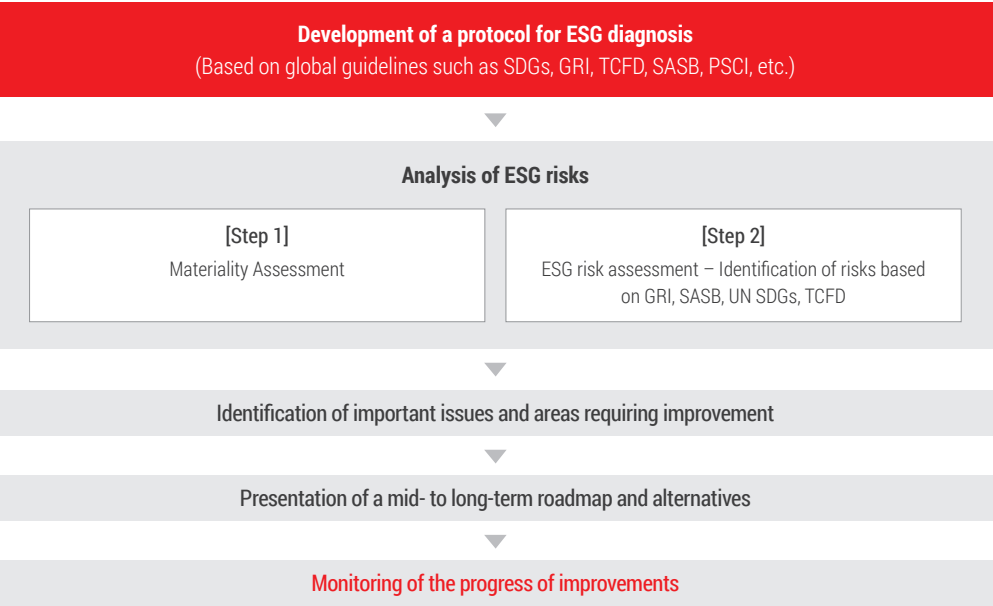 Development of a protocol for ESG diagnosis
(Based on global guidelines such as SDGs, GRI, TCFD, SASB, PSCI, etc.)
Analysis of ESG risks
[Step 1]
Materiality Assessment
[Step 2]
ESG risk assessment – Identification of risks based
on GRI, SASB, UN SDGs, TCFD
Identification of important issues and areas requiring improvement
Presentation of a mid- to long-term roadmap and alternatives
Monitoring of the progress of improvements